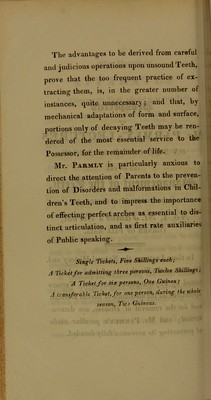 The advantages to be derived from careful
and judicious operations upon unsound Teeth,
prove that the too frequent practice of ex-
tracting them, is, in the greater number of
instances, quite unnecessary; and that, by
mechanical adaptations of form and surface,
portions only of decaying Teeth may be ren-
dered of the most essential service to the
Possessor, for the remainder of life.
Mr. Parmly is particularly anxious to
direct the attention of Parents to the preven-
tion of Disorders and malformations in Chil-
dren's Teeth, and to impress the importance
of effecting perfect arches as essential to dis-
tinct articulation, and as first rate auxiliaries
of Public speaking.
Single Tickets, Five Shillings each;
A Ticket for admitting three persons, Twelve Shillings;
A Ticket for six persons, One Guinea;
A transferable Ticket, for one person, during the whole
season, Two Guineas.